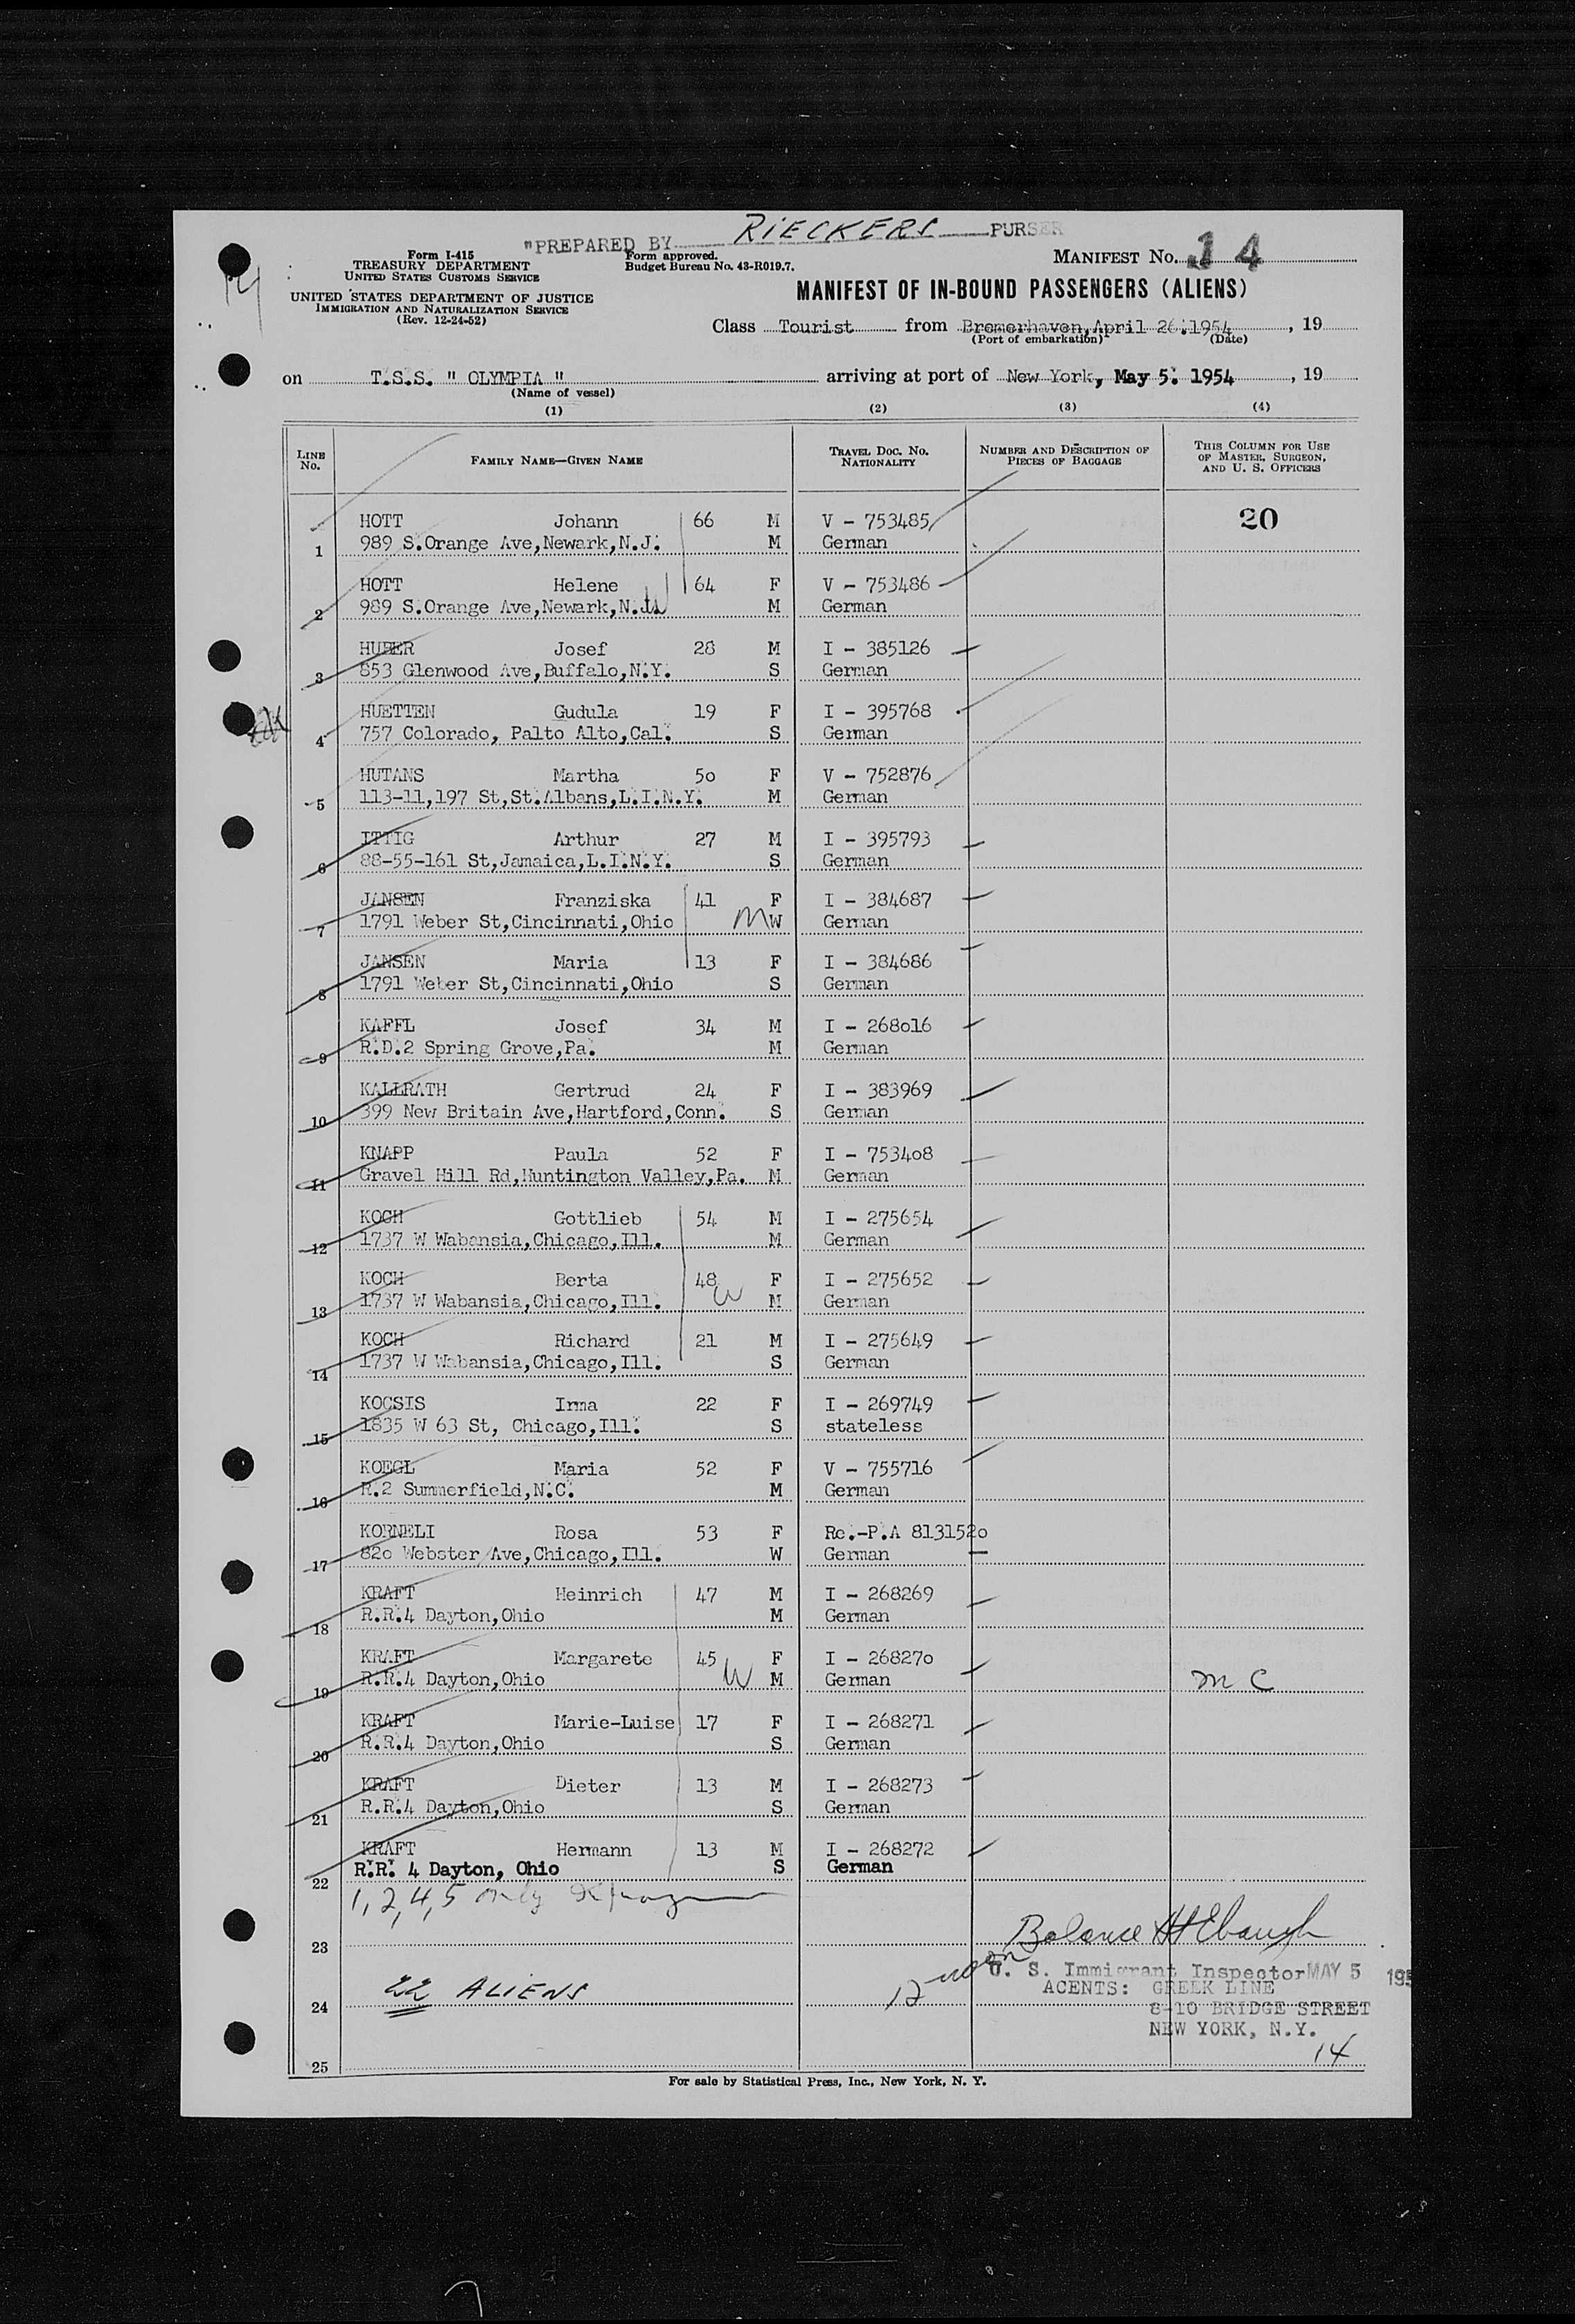 "PREPARED BY RIECKERS PURSER
Form I-415
TREASURY DEPARTMENT
UNITED STATES CUSTOMS SERVICE
UNITED STATES DEPARTMENT OF JUSTICE
IMMIGRATION AND NATURALIZATION SERVICE
(Rev. 12-24-52)
Form approved.
Budget Bureau No. 43-R019.7.
MANIFEST No. 14
MANIFEST OF IN-BOUND PASSENGERS (ALIENS)
Class Tourist from Bremerhaven, April 26.1954, 19
(Port of embarkation) (Date)
on T.S.S. " OLYMPIA " arriving at port of New York, May 5. 1954, 19
(Name of vessel)
(1) (2) (3) (4)
LINE No. FAMILY NAME—GIVEN NAME TRAVEL DOC. No. NATIONALITY NUMBER AND DESCRIPTION OF PIECES OF BAGGAGE THIS COLUMN FOR USE OF MASTER, SURGEON, AND U. S. OFFICERS
HOTT Johann 66 M V - 753485 20
1 989 S.Orange Ave,Newark,N.J. M German
HOTT Helene 64 F V - 753486
2 989 S.Orange Ave,Newark,N.J. W M German
HUBER Josef 28 M I - 385126
3 853 Glenwood Ave,Buffalo,N.Y. S German
HUETTEN Gudula 19 F I - 395768
4 757 Colorado, Palto Alto,Cal. S German
HUTANS Martha 5o F V - 752876
5 113-11,197 St,St.Albans,L.I.N.Y. M German
ITTIG Arthur 27 M I - 395793
6 88-55-161 St,Jamaica,L.I.N.Y. S German
JANSEN Franziska 41 F I - 384687
7 1791 Weber St,Cincinnati,Ohio M W German
JANSEN Maria 13 F I - 384686
8 1791 Weber St,Cincinnati,Ohio S German
KAFFL Josef 34 M I - 268o16
9 R.D.2 Spring Grove,Pa. M German
KALLRATH Gertrud 24 F I - 383969
10 399 New Britain Ave,Hartford,Conn. S German
KNAPP Paula 52 F I - 7534o8
11 Gravel Hill Rd,Huntington Valley,Pa. M German
KOCH Gottlieb 54 M I - 275654
12 1737 W Wabansia,Chicago,Ill. M German
KOCH Berta 48 F I - 275652
13 1737 W Wabansia,Chicago,Ill. W M German
KOCH Richard 21 M I - 275649
14 1737 W Wabansia,Chicago,Ill. S German
KOCSIS Irma 22 F I - 269749
15 1835 W 63 St, Chicago,Ill. S stateless
KOEGL Maria 52 F V - 755716
16 R.2 Summerfield,N.C. M German
KORNELI Rosa 53 F Re.-P.A 813152o
17 82o Webster Ave,Chicago,Ill. W German
KRAFT Heinrich 47 M I - 268269
18 R.R.4 Dayton,Ohio M German
KRAFT Margarete 45 F I - 26827o
19 R.R.4 Dayton,Ohio W M German m c
KRAFT Marie-Luise 17 F I - 268271
20 R.R.4 Dayton,Ohio S German
KRAFT Dieter 13 M I - 268273
21 R.R.4 Dayton,Ohio S German
KRAFT Hermann 13 M I - 268272
22 R.R. 4 Dayton, Ohio S German
1, 2, 4, 5 only
23
24 22 ALIENS 12 noon
U. S. Immigrant Inspector MAY 5 195
AGENTS: GREEK LINE
8-10 BRIDGE STREET
NEW YORK, N.Y.
14
25
For sale by Statistical Press, Inc., New York, N. Y.